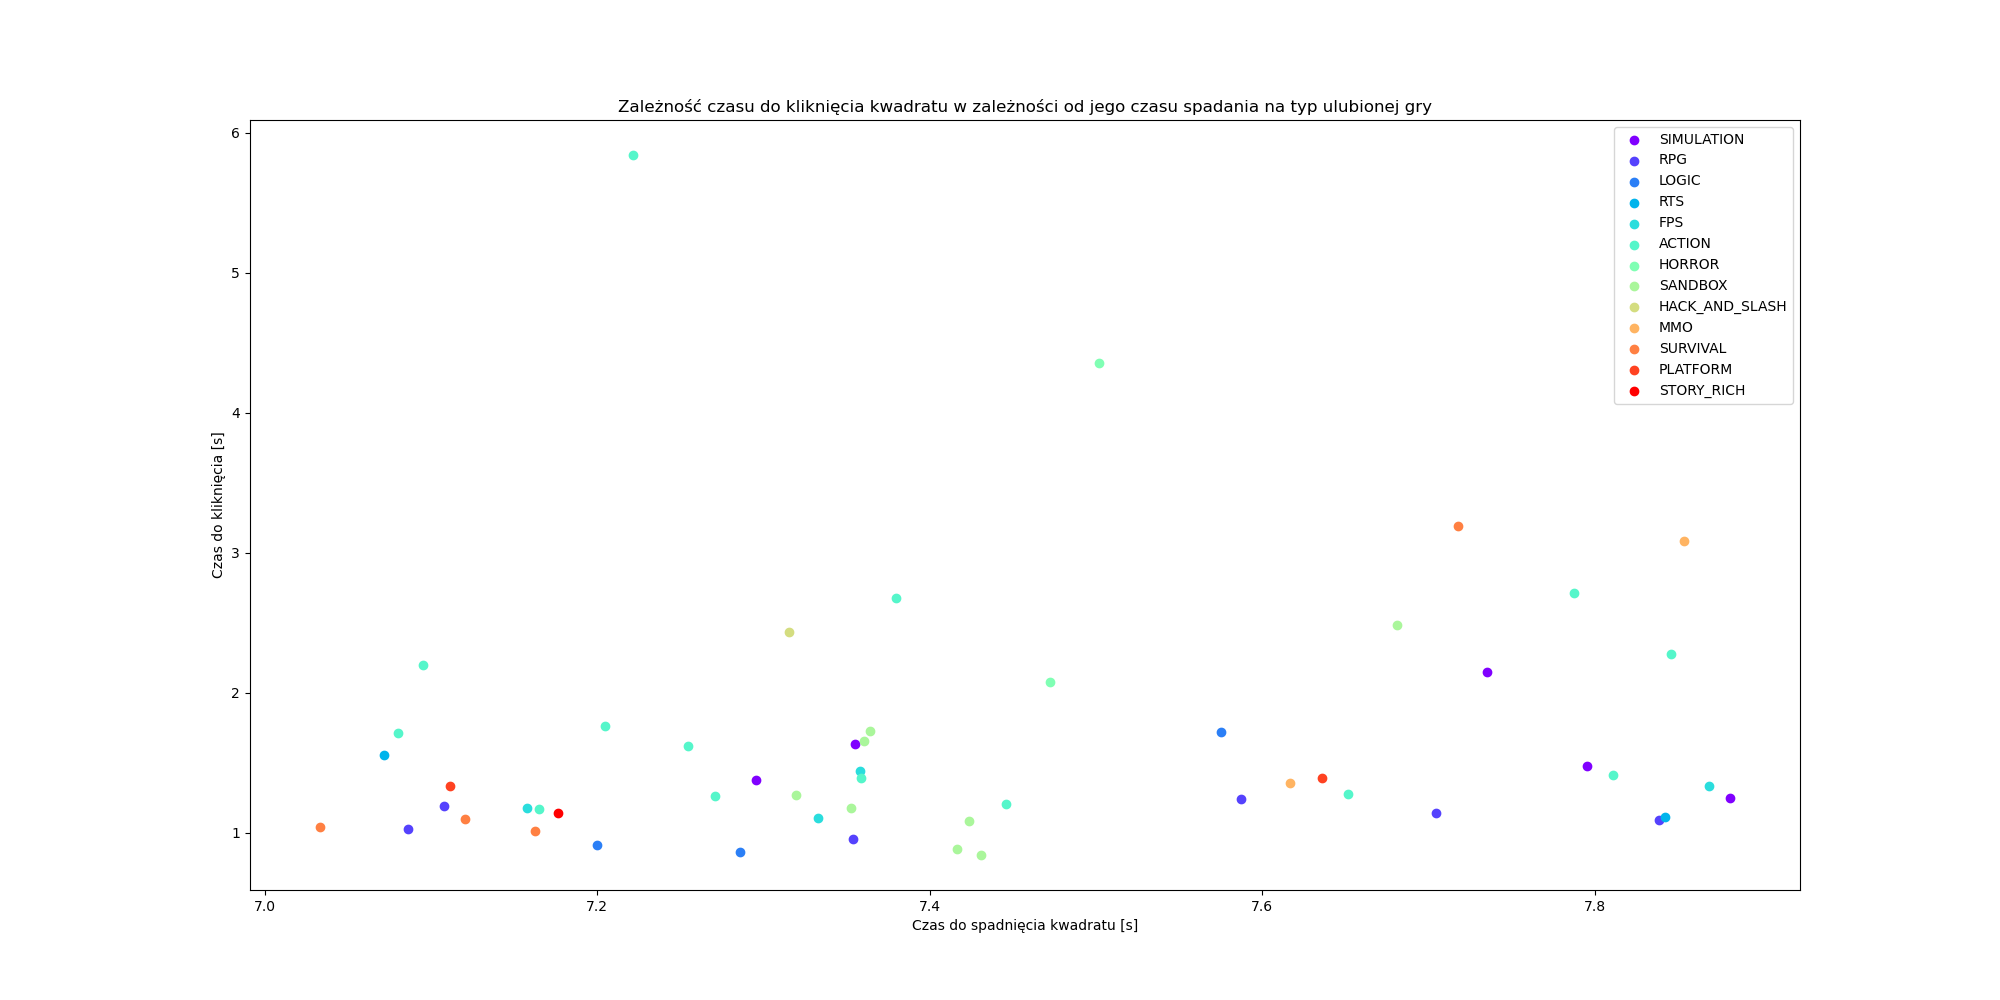 Zależność czasu do kliknięcia kwadratu w zależności od jego czasu spadania na typ ulubionej gry
6
5
4
3
2
1
Czas do kliknięcia [s]
SIMULATION
RPG
LOGIC
RTS
FPS
ACTION
HORROR
SANDBOX
HACK_AND_SLASH
MMO
SURVIVAL
PLATFORM
STORY_RICH
7.0 7.2 7.4 7.6 7.8
Czas do spadnięcia kwadratu [s]